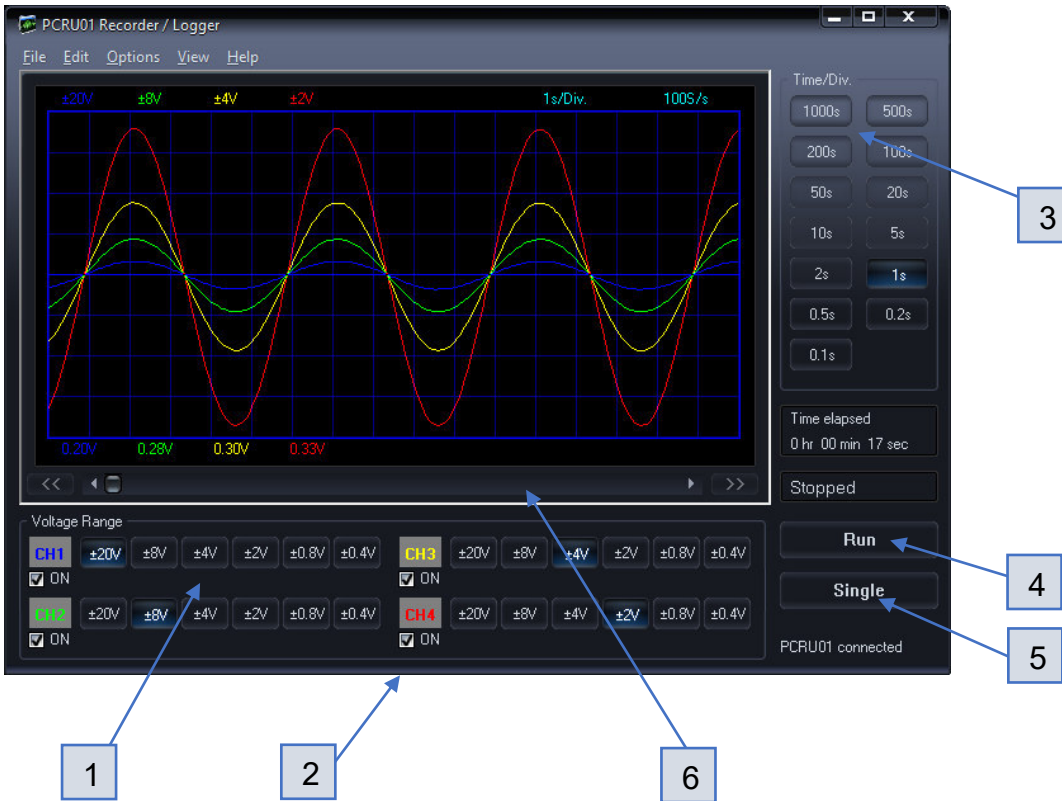 PCRU01 Recorder / Logger
File Edit Options View Help
±20V ±8V ±4V ±2V 1s/Div. 100S/s
0.20V 0.28V 0.30V 0.33V
<< >>
Time/Div.
1000s 500s
200s 100s
50s 20s
10s 5s
2s 1s
0.5s 0.2s
0.1s
Time elapsed
0 hr 00 min 17 sec
Stopped
Run
Single
PCRU01 connected
Voltage Range
CH1 ±20V ±8V ±4V ±2V ±0.8V ±0.4V
ON
CH2 ±20V ±8V ±4V ±2V ±0.8V ±0.4V
ON
CH3 ±20V ±8V ±4V ±2V ±0.8V ±0.4V
ON
CH4 ±20V ±8V ±4V ±2V ±0.8V ±0.4V
ON
3
4
5
1
2
6